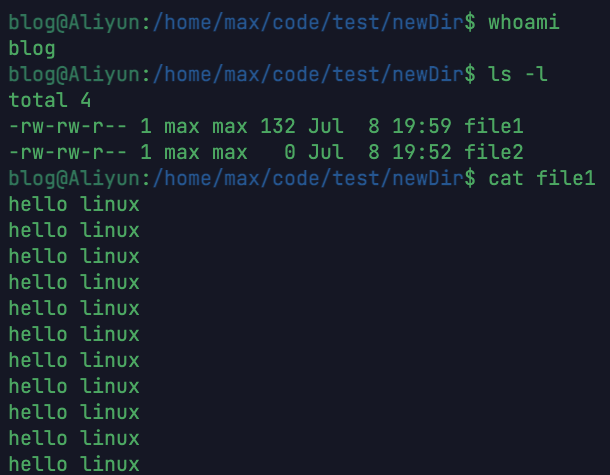 blog@Aliyun:/home/max/code/test/newDir$ whoami
blog
blog@Aliyun:/home/max/code/test/newDir$ ls -l
total 4
-rw-rw-r-- 1 max max 132 Jul  8 19:59 file1
-rw-rw-r-- 1 max max   0 Jul  8 19:52 file2
blog@Aliyun:/home/max/code/test/newDir$ cat file1
hello linux
hello linux
hello linux
hello linux
hello linux
hello linux
hello linux
hello linux
hello linux
hello linux
hello linux